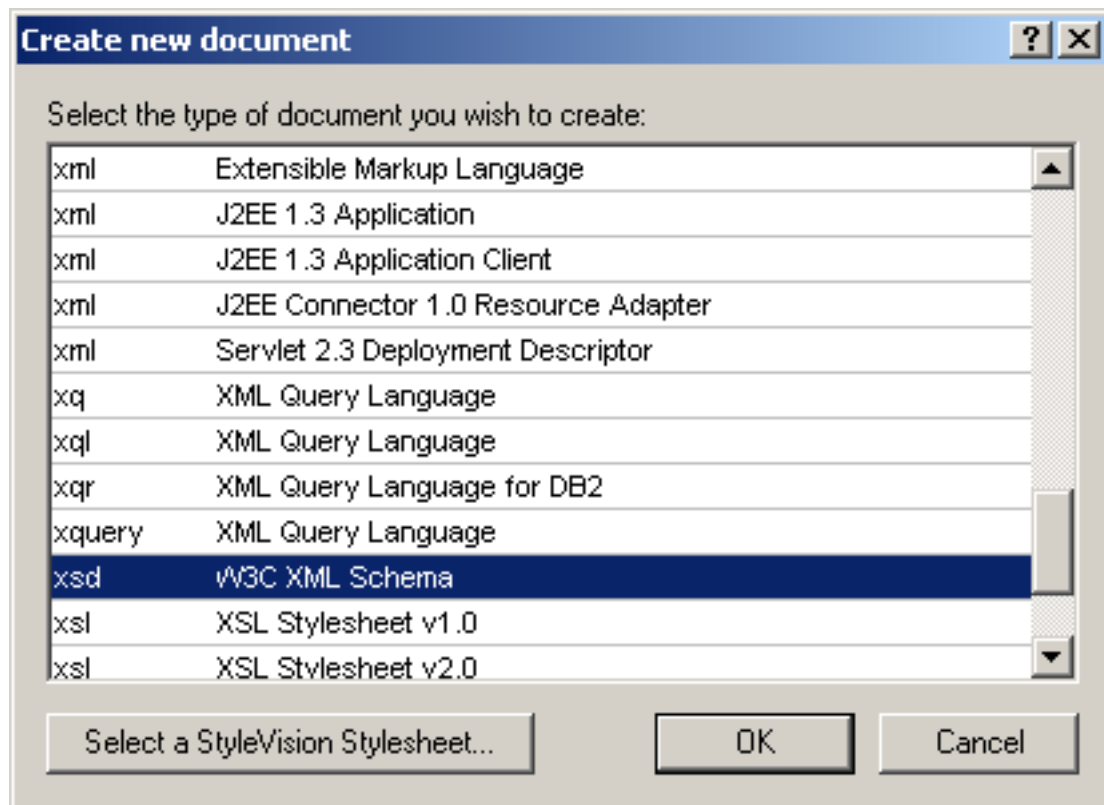 Create new document
Select the type of document you wish to create:
xml Extensible Markup Language
xml J2EE 1.3 Application
xml J2EE 1.3 Application Client
xml J2EE Connector 1.0 Resource Adapter
xml Servlet 2.3 Deployment Descriptor
xq XML Query Language
xql XML Query Language
xqr XML Query Language for DB2
xquery XML Query Language
xsd W3C XML Schema
xsl XSL Stylesheet v1.0
xsl XSL Stylesheet v2.0
Select a StyleVision Stylesheet... OK Cancel